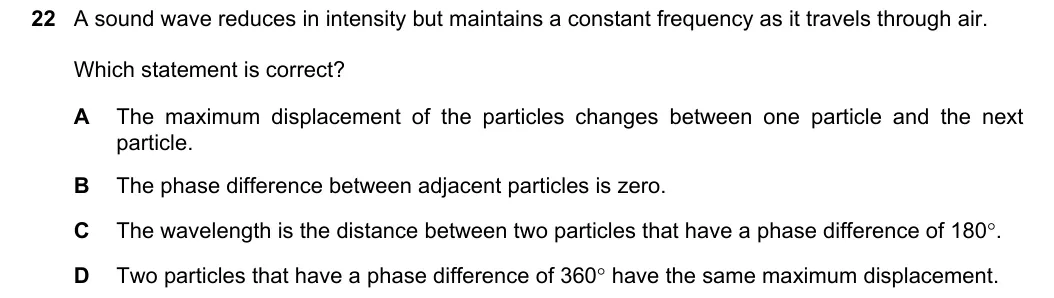 22 A sound wave reduces in intensity but maintains a constant frequency as it travels through air.
Which statement is correct?
A The maximum displacement of the particles changes between one particle and the next
particle.
B The phase difference between adjacent particles is zero.
C The wavelength is the distance between two particles that have a phase difference of 180°.
D Two particles that have a phase difference of 360° have the same maximum displacement.